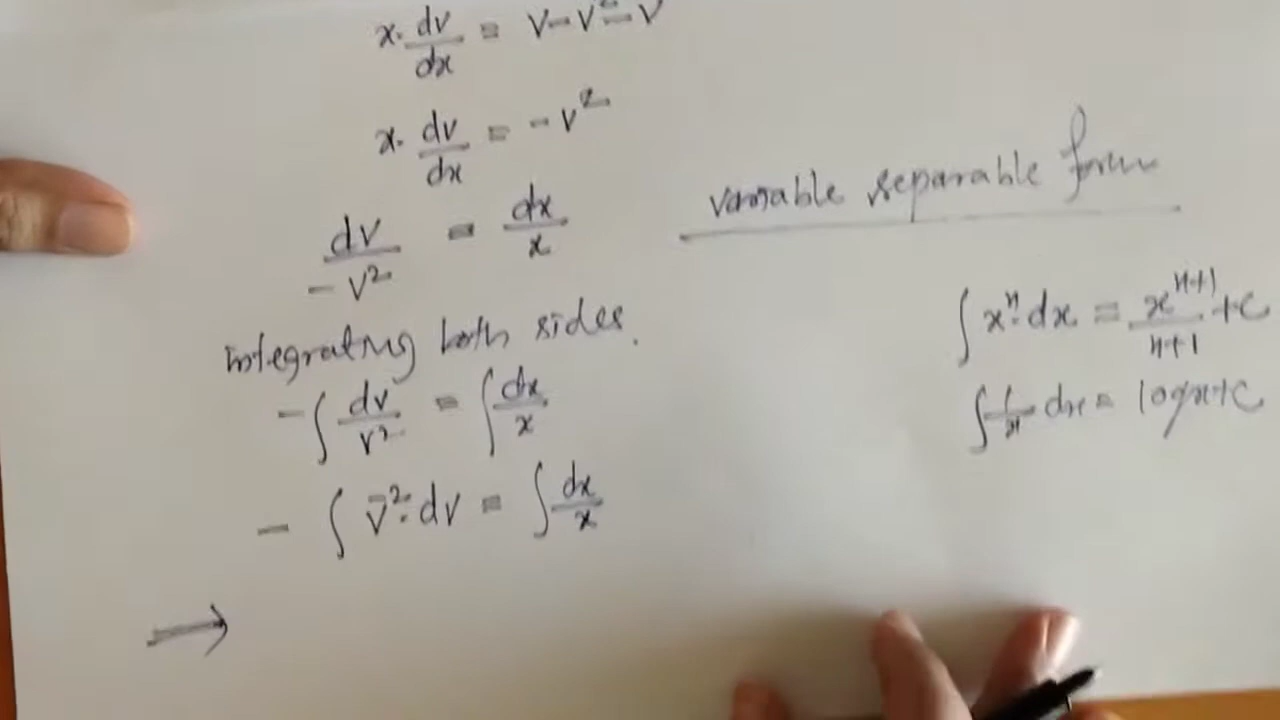 x. dv/dx = v-v²-v
x. dv/dx = -v²
dv/-v² = dx/x
variable separable form
integrating both sides.
∫ xⁿ. dx = xⁿ⁺¹/n+1 + c
-∫ dv/v² = ∫ dx/x
∫ 1/x dx = logx+c
- ∫ v⁻². dv = ∫ dx/x
→